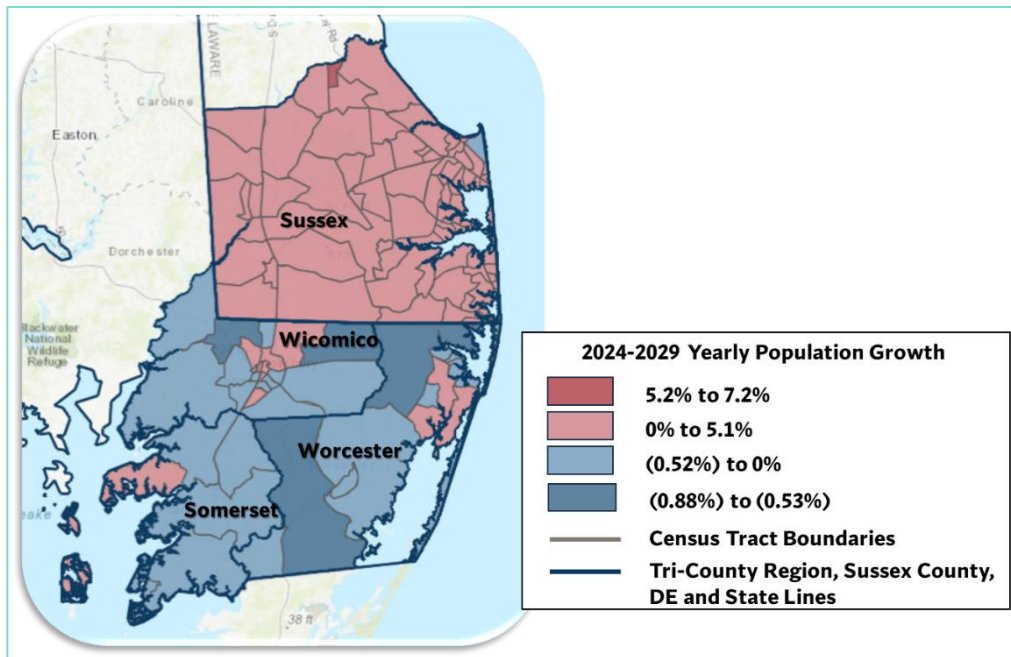 LAWARE
Caroline
Easton
Sussex
Dorchester
Blackwater
National
Wildlife
Refuge
Wicomico
Worcester
Somerset
38 ft
2024-2029 Yearly Population Growth
5.2% to 7.2%
0% to 5.1%
(0.52%) to 0%
(0.88%) to (0.53%)
Census Tract Boundaries
Tri-County Region, Sussex County,
DE and State Lines